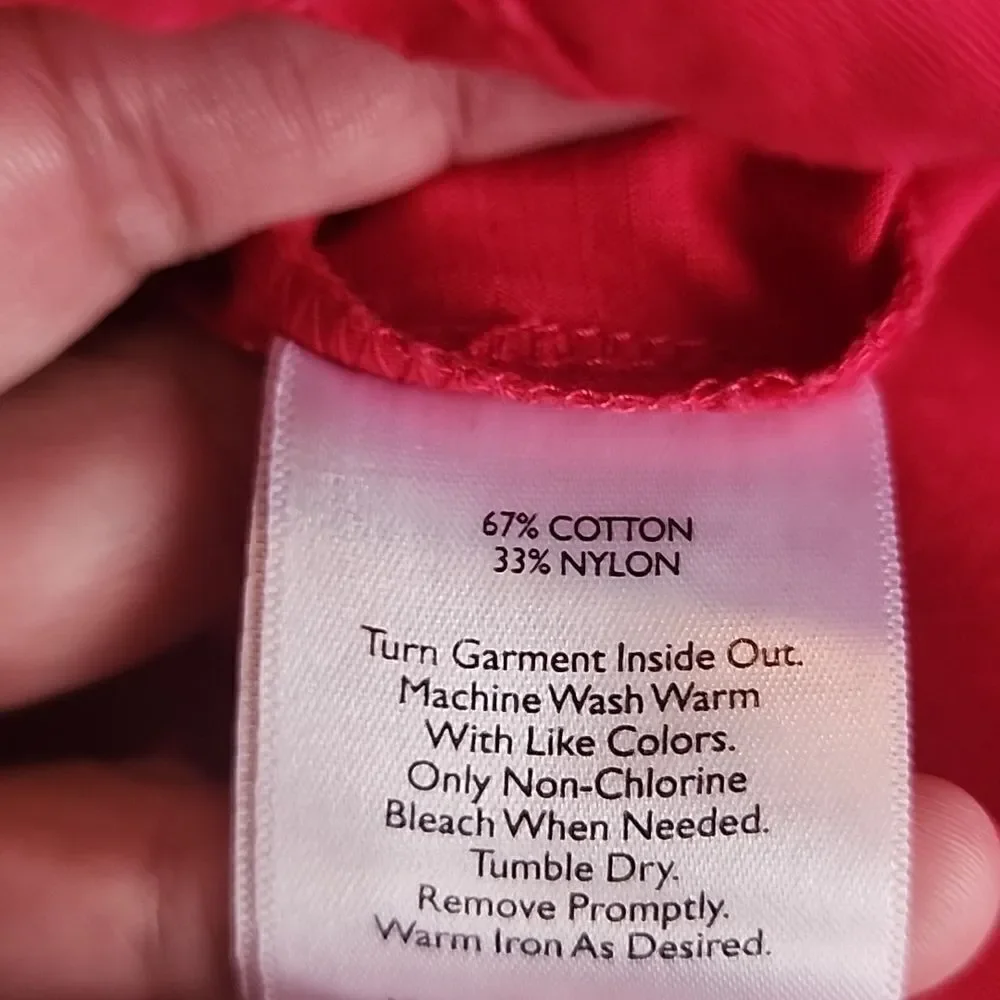 67% COTTON
33% NYLON
Turn Garment Inside Out.
Machine Wash Warm
With Like Colors.
Only Non-Chlorine
Bleach When Needed.
Tumble Dry.
Remove Promptly.
Warm Iron As Desired.